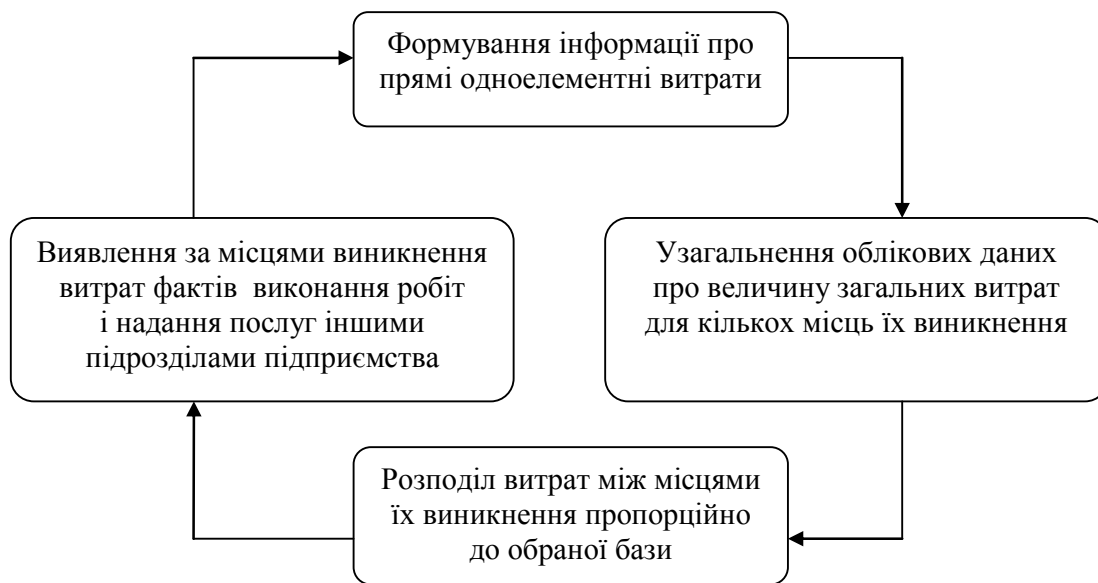 Формування інформації про
прямі одноелементні витрати
Виявлення за місцями виникнення
витрат фактів виконання робіт
і надання послуг іншими
підрозділами підприємства
Узагальнення облікових даних
про величину загальних витрат
для кількох місць їх виникнення
Розподіл витрат між місцями
їх виникнення пропорційно
до обраної бази